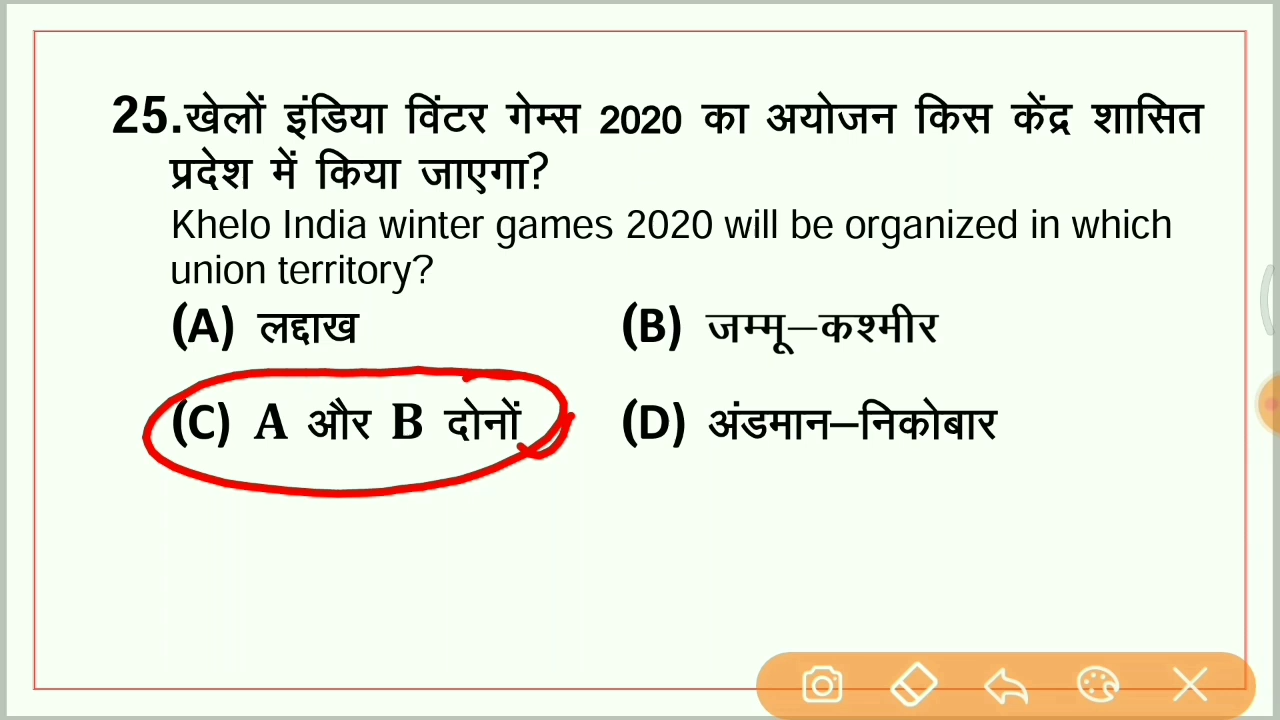 25.खेलों इंडिया विंटर गेम्स 2020 का अयोजन किस केंद्र शासित
प्रदेश में किया जाएगा?
Khelo India winter games 2020 will be organized in which
union territory?
(A) लद्दाख (B) जम्मू–कश्मीर
(C) A और B दोनों (D) अंडमान–निकोबार